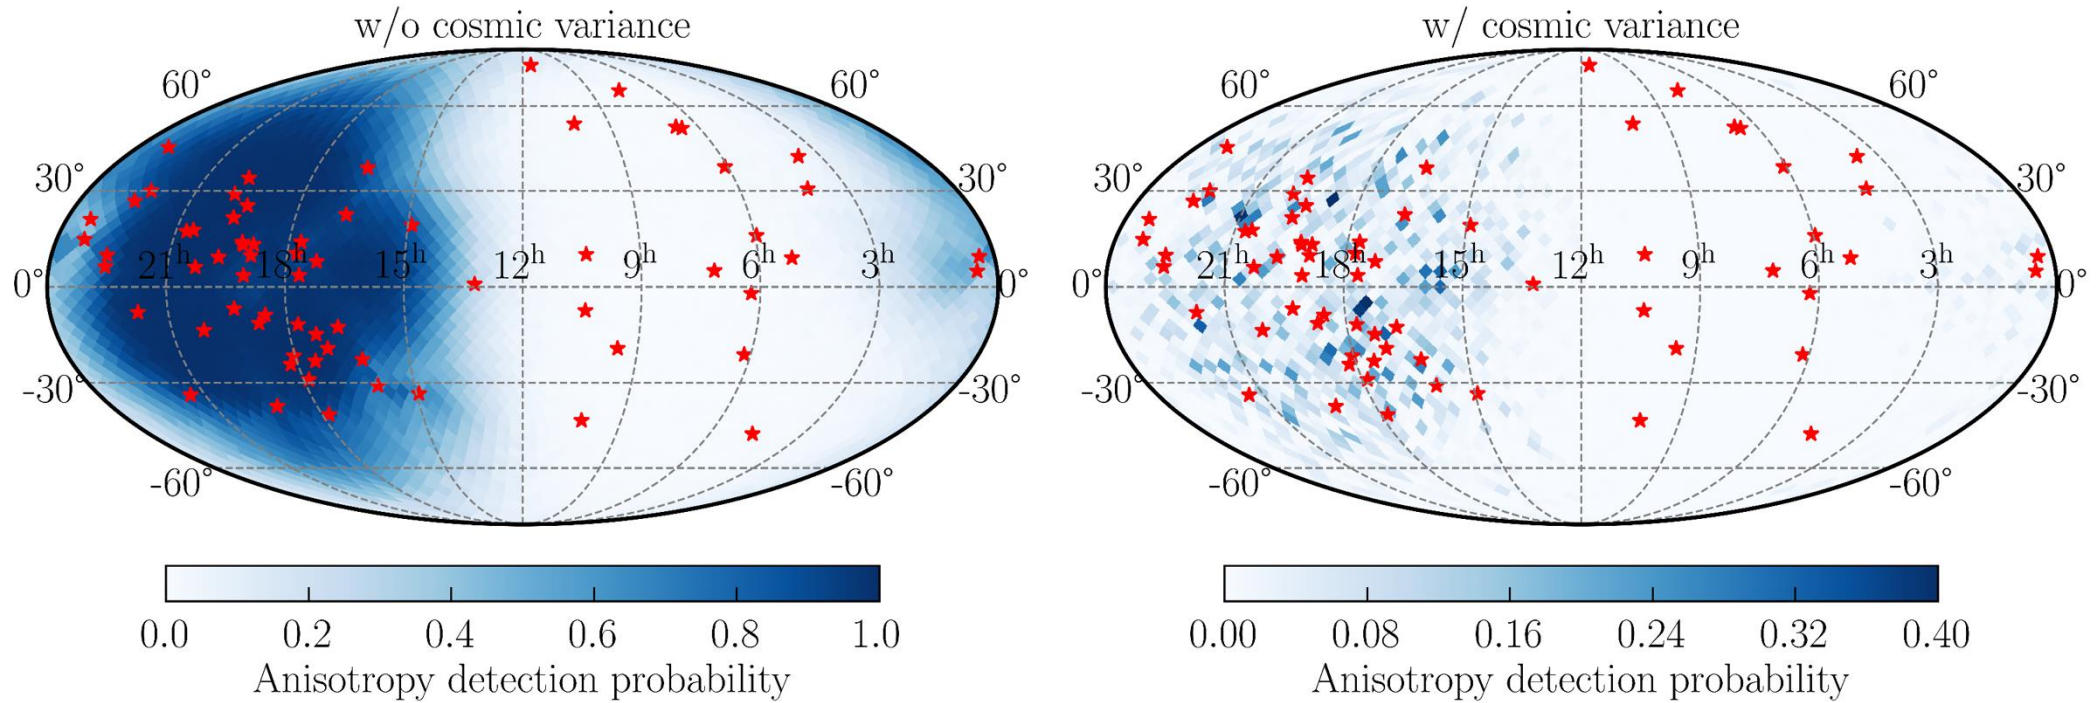 w/o cosmic variance
60° 60°
30° 30°
21h 18h 15h 12h 9h 6h 3h
0° 0°
-30° -30°
-60° -60°
0.0 0.2 0.4 0.6 0.8 1.0
Anisotropy detection probability
w/ cosmic variance
60° 60°
30° 30°
21h 18h 15h 12h 9h 6h 3h
0° 0°
-30° -30°
-60° -60°
0.00 0.08 0.16 0.24 0.32 0.40
Anisotropy detection probability